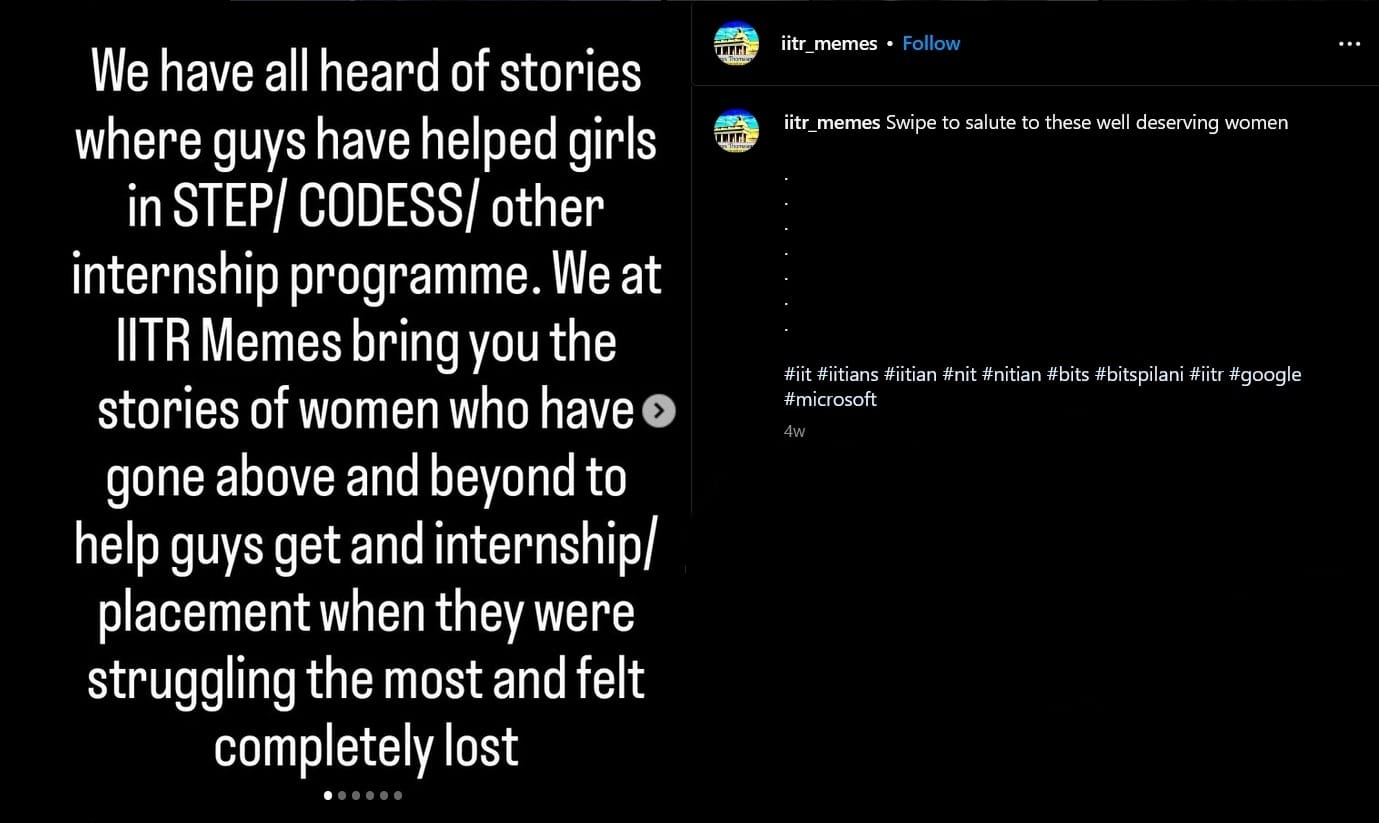 We have all heard of stories
where guys have helped girls
in STEP/ CODESS/ other
internship programme. We at
IITR Memes bring you the
stories of women who have
gone above and beyond to
help guys get and internship/
placement when they were
struggling the most and felt
completely lost
iitr_memes • Follow
iitr_memes Swipe to salute to these well deserving women
.
.
.
.
.
.
.
#iit #iitians #iitian #nit #nitian #bits #bitspilani #iitr #google
#microsoft
4w